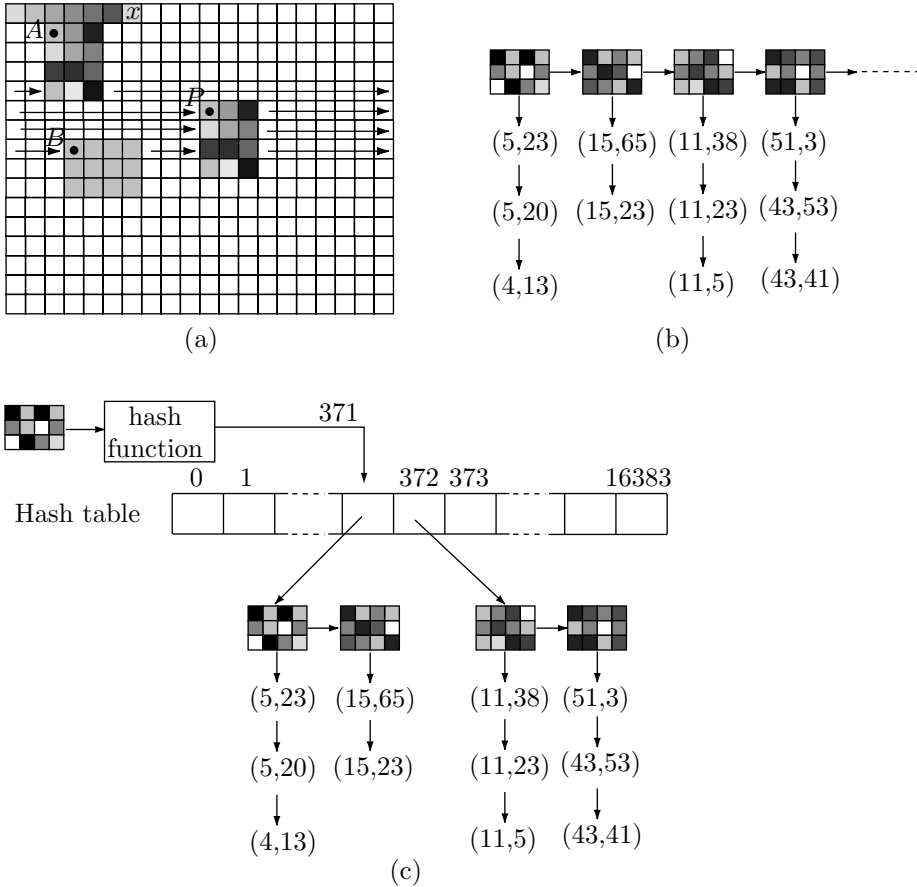 x
A
P
B
(a)
(5,23) (15,65) (11,38) (51,3)
(5,20) (15,23) (11,23) (43,53)
(4,13) (11,5) (43,41)
(b)
hash
function
371
0 1 372 373 16383
Hash table
(5,23) (15,65) (11,38) (51,3)
(5,20) (15,23) (11,23) (43,53)
(4,13) (11,5) (43,41)
(c)